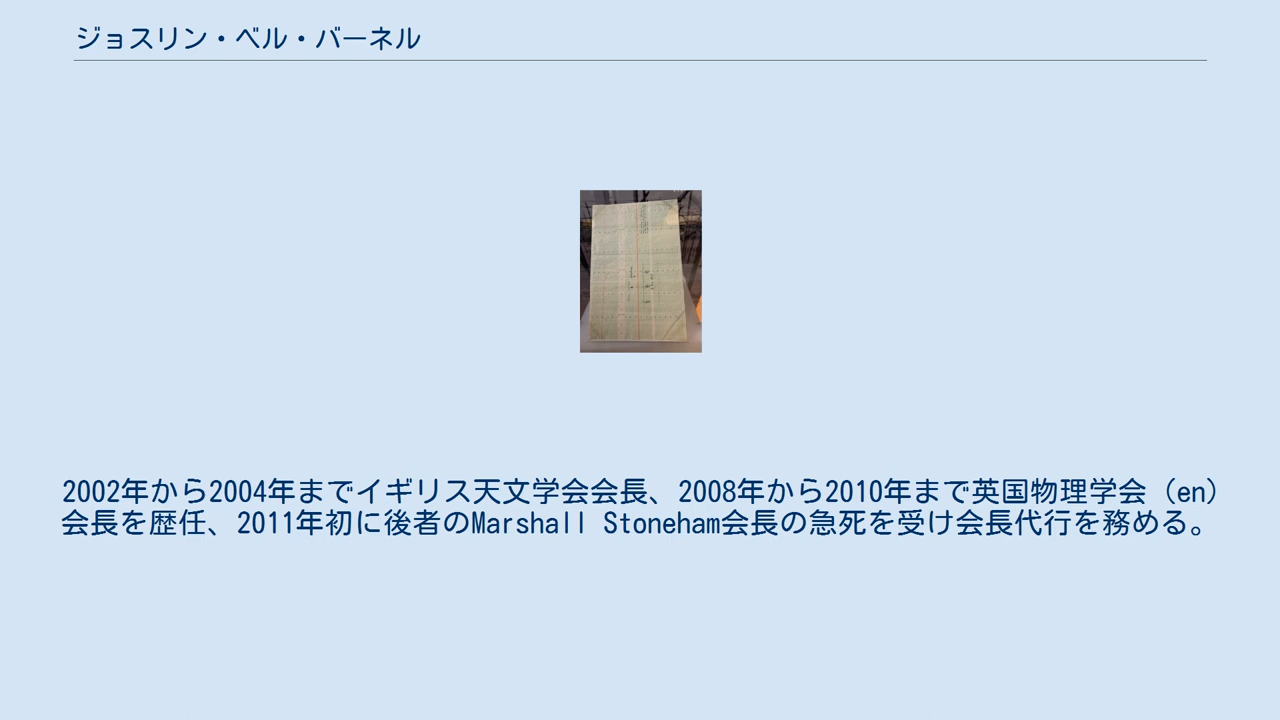 ジョスリン・ベル・バーネル
2002年から2004年までイギリス天文学会会長、2008年から2010年まで英国物理学会（en）
会長を歴任、2011年初に後者のMarshall Stoneham会長の急死を受け会長代行を務める。